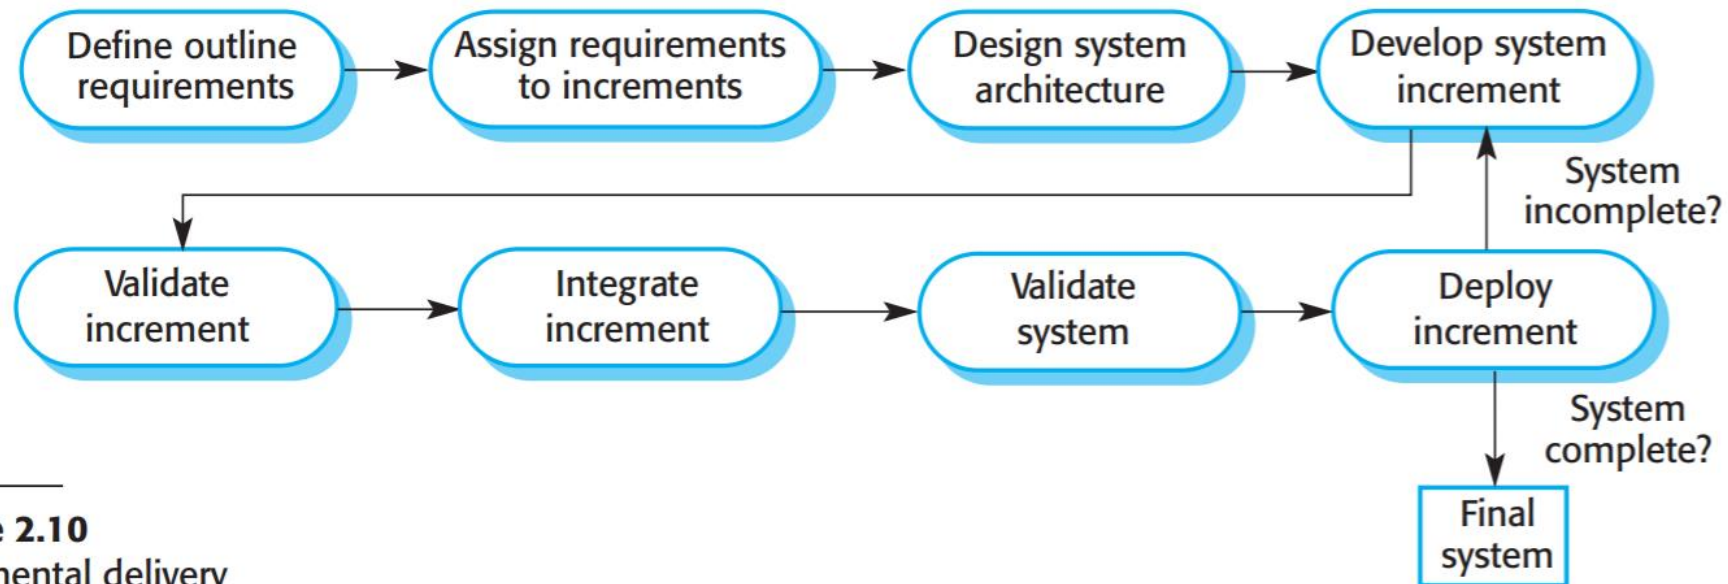 Define outline
requirements
Assign requirements
to increments
Design system
architecture
Develop system
increment
System
incomplete?
Validate
increment
Integrate
increment
Validate
system
Deploy
increment
System
complete?
Final
system
2.10
delivery